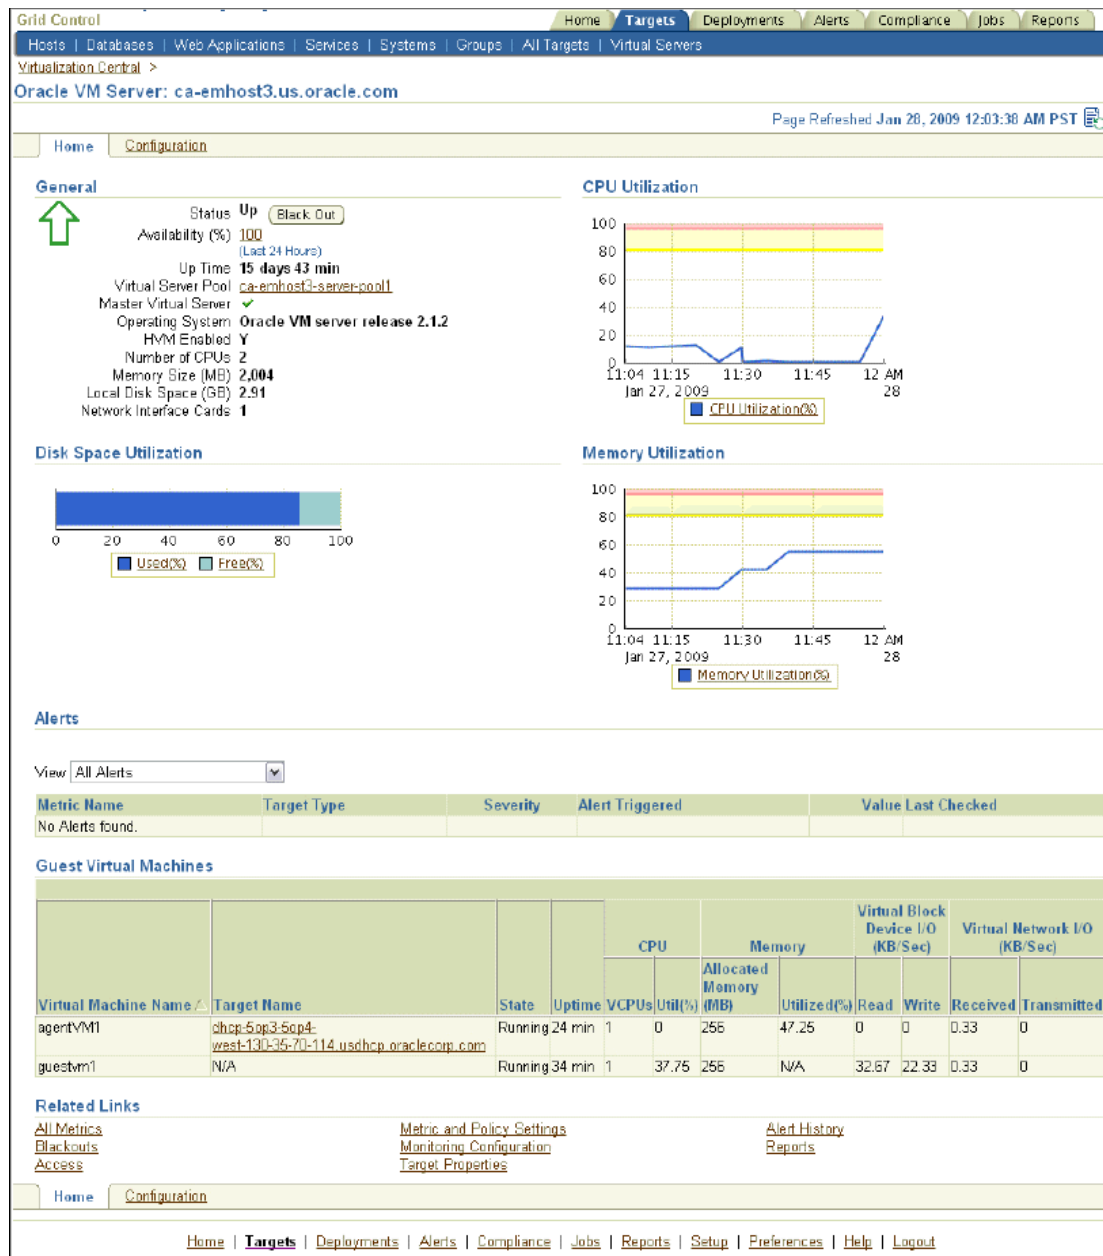 Grid Control
Home Targets Deployments Alerts Compliance Jobs Reports
Hosts | Databases | Web Applications | Services | Systems | Groups | All Targets | Virtual Servers
Virtualization Central >
Oracle VM Server: ca-emhost3.us.oracle.com
Page Refreshed Jan 28, 2009 12:03:38 AM PST
Home Configuration
General
Status Up Black Out
Availability (%) 100
(Last 24 Hours)
Up Time 15 days 43 min
Virtual Server Pool ca-emhost3-server-pool1
Master Virtual Server
Operating System Oracle VM server release 2.1.2
HVM Enabled Y
Number of CPUs 2
Memory Size (MB) 2,004
Local Disk Space (GB) 2.91
Network Interface Cards 1
CPU Utilization
100
80
60
40
20
0
11:04 11:15 11:30 11:45 12 AM
Jan 27, 2009 28
CPU Utilization(%)
Disk Space Utilization
0 20 40 60 80 100
Used(%) Free(%)
Memory Utilization
100
80
60
40
20
0
11:04 11:15 11:30 11:45 12 AM
Jan 27, 2009 28
Memory Utilization(%)
Alerts
View All Alerts
Metric Name Target Type Severity Alert Triggered Value Last Checked
No Alerts found.
Guest Virtual Machines
CPU Memory Virtual Block Device I/O (KB/Sec) Virtual Network I/O (KB/Sec)
Virtual Machine Name Target Name State Uptime VCPUs Util(%) Allocated Memory (MB) Utilized(%) Read Write Received Transmitted
agentVM1 dhcp-5op3-5op4-west-130-35-70-114.usdhcp.oraclecorp.com Running 24 min 1 0 256 47.25 0 0 0.33 0
guestvm1 N/A Running 34 min 1 37.75 256 N/A 32.67 22.33 0.33 0
Related Links
All Metrics Metric and Policy Settings Alert History
Blackouts Monitoring Configuration Reports
Access Target Properties
Home Configuration
Home | Targets | Deployments | Alerts | Compliance | Jobs | Reports | Setup | Preferences | Help | Logout